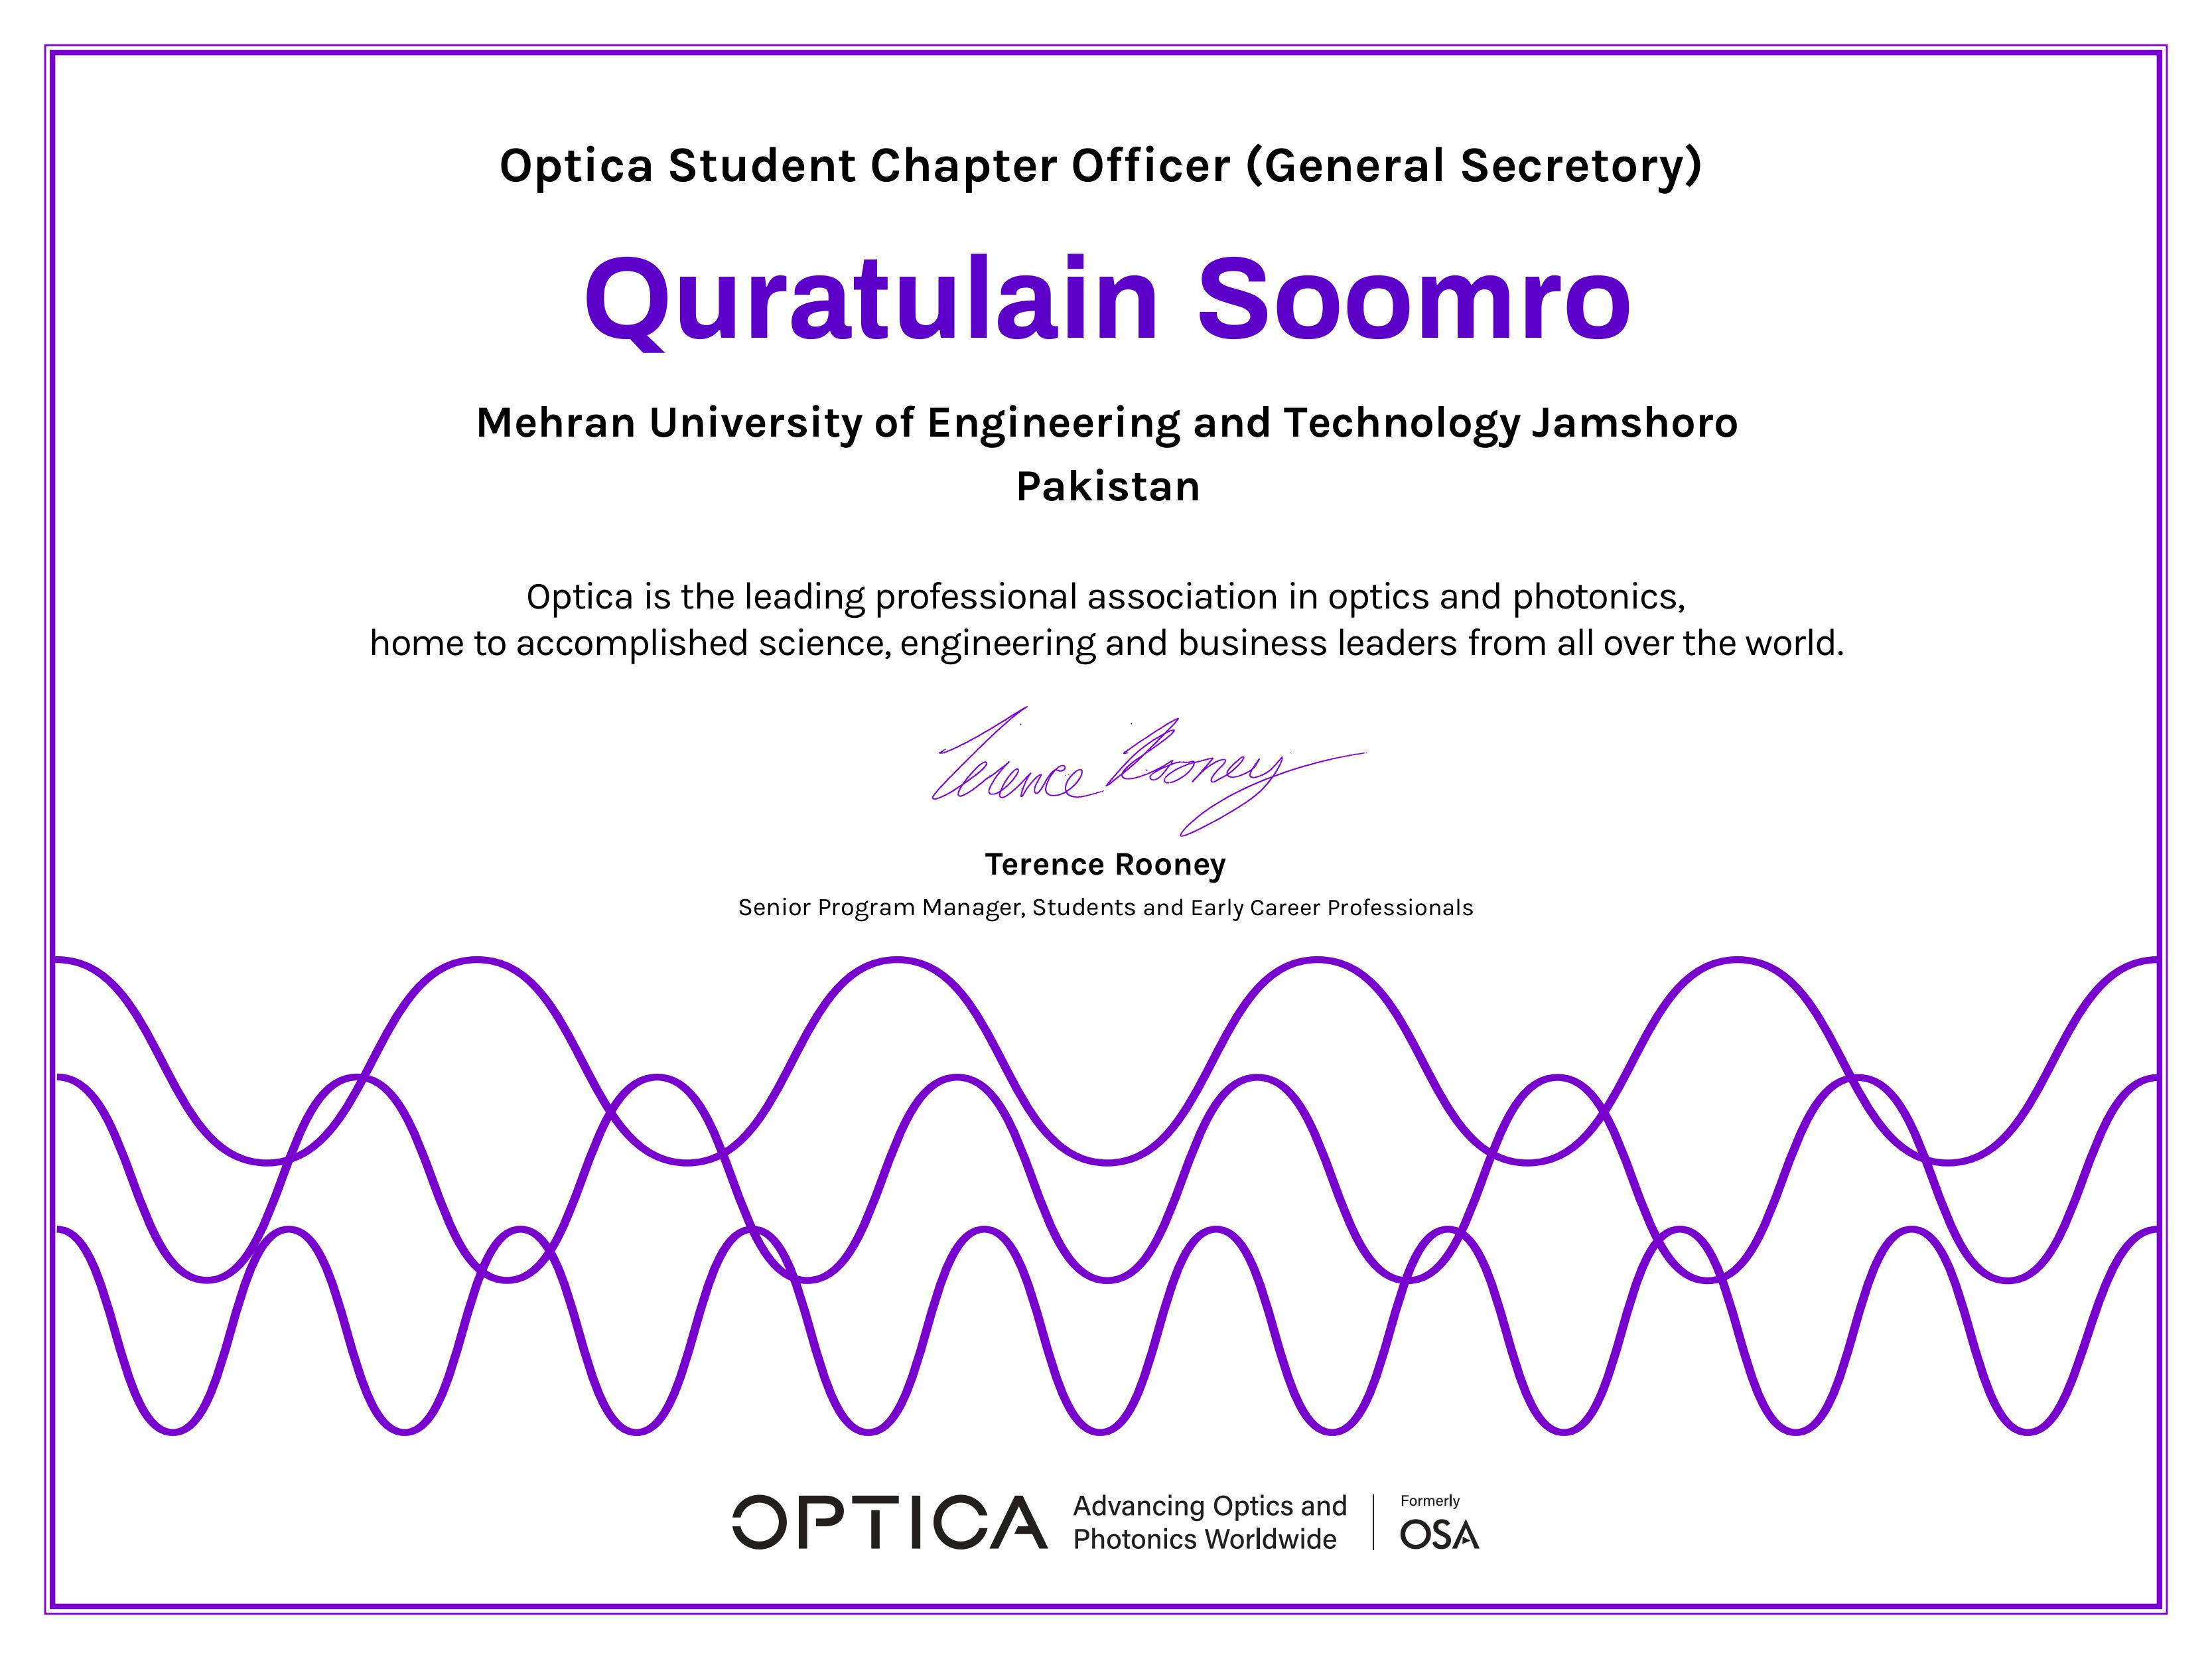 Optica Student Chapter Officer (General Secretory)
Quratulain Soomro
Mehran University of Engineering and Technology Jamshoro
Pakistan
Optica is the leading professional association in optics and photonics,
home to accomplished science, engineering and business leaders from all over the world.
Terence Rooney
Terence Rooney
Senior Program Manager, Students and Early Career Professionals
OPTICA
Advancing Optics and
Photonics Worldwide
Formerly
OSA